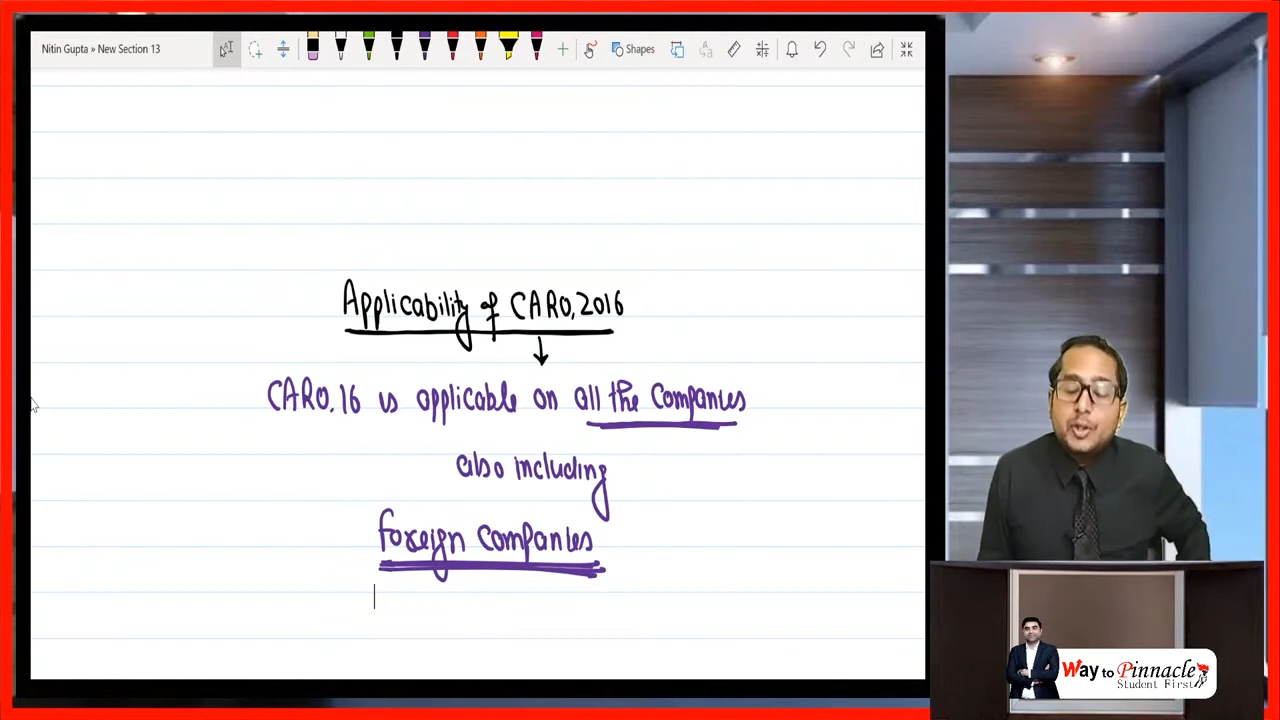 Nitin Gupta » New Section 13
Shapes
Applicability of CARO, 2016
CARO, 16 is applicable on all the Companies
also including
foreign companies
Way to Pinnacle
Student First